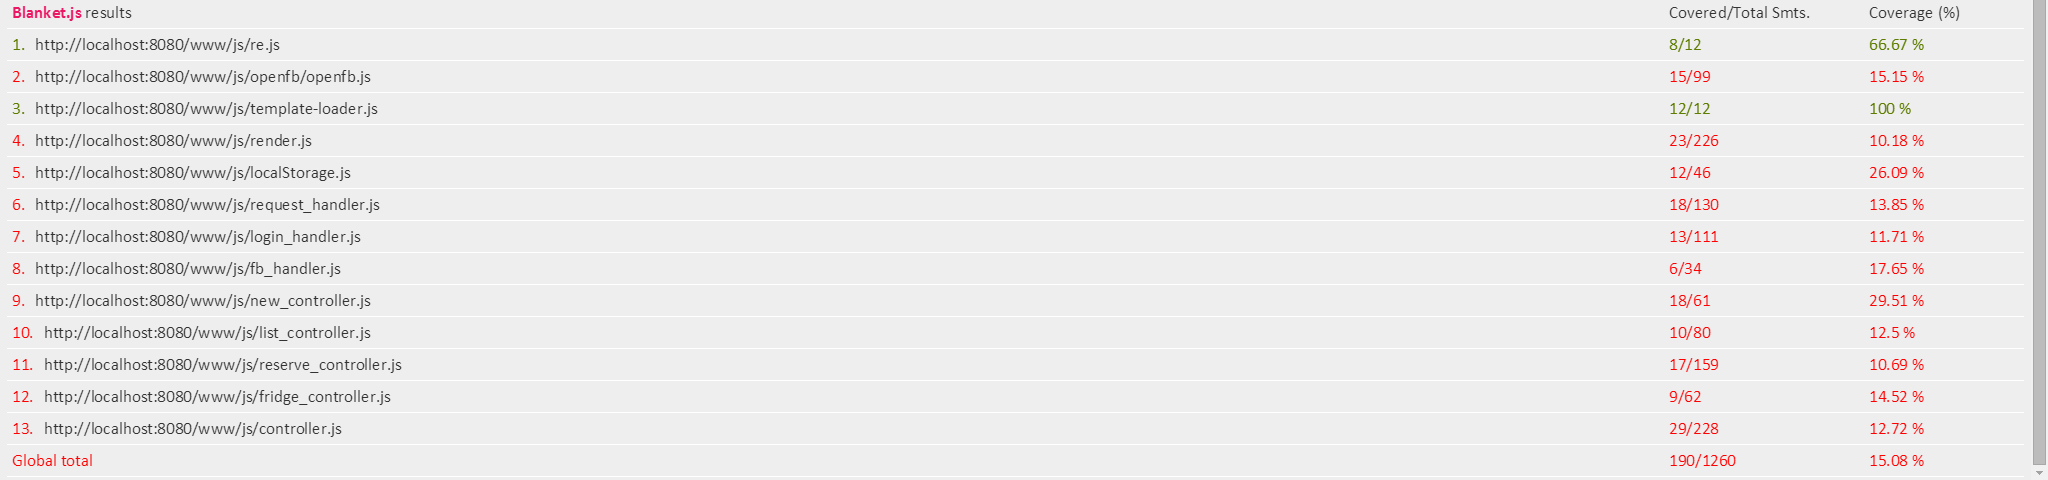 Blanket.js results Covered/Total Smts. Coverage (%)
1. http://localhost:8080/www/js/re.js 8/12 66.67 %
2. http://localhost:8080/www/js/openfb/openfb.js 15/99 15.15 %
3. http://localhost:8080/www/js/template-loader.js 12/12 100 %
4. http://localhost:8080/www/js/render.js 23/226 10.18 %
5. http://localhost:8080/www/js/localStorage.js 12/46 26.09 %
6. http://localhost:8080/www/js/request_handler.js 18/130 13.85 %
7. http://localhost:8080/www/js/login_handler.js 13/111 11.71 %
8. http://localhost:8080/www/js/fb_handler.js 6/34 17.65 %
9. http://localhost:8080/www/js/new_controller.js 18/61 29.51 %
10. http://localhost:8080/www/js/list_controller.js 10/80 12.5 %
11. http://localhost:8080/www/js/reserve_controller.js 17/159 10.69 %
12. http://localhost:8080/www/js/fridge_controller.js 9/62 14.52 %
13. http://localhost:8080/www/js/controller.js 29/228 12.72 %
Global total 190/1260 15.08 %